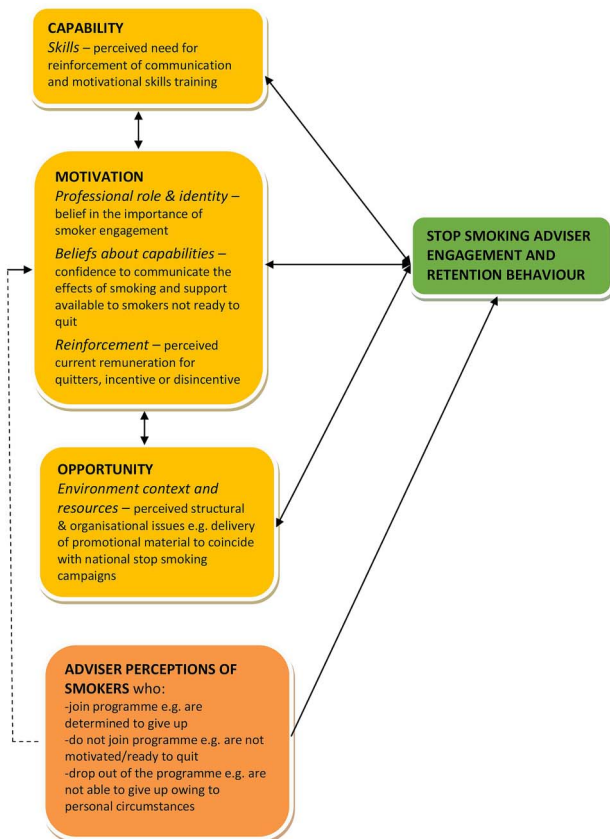 CAPABILITY
Skills – perceived need for
reinforcement of communication
and motivational skills training
MOTIVATION
Professional role & identity –
belief in the importance of
smoker engagement
Beliefs about capabilities –
confidence to communicate the
effects of smoking and support
available to smokers not ready to
quit
Reinforcement – perceived
current remuneration for
quitters, incentive or disincentive
STOP SMOKING ADVISER
ENGAGEMENT AND
RETENTION BEHAVIOUR
OPPORTUNITY
Environment context and
resources – perceived structural
& organisational issues e.g. delivery
of promotional material to coincide
with national stop smoking
campaigns
ADVISER PERCEPTIONS OF
SMOKERS who:
-join programme e.g. are
determined to give up
-do not join programme e.g. are not
motivated/ready to quit
-drop out of the programme e.g. are
not able to give up owing to
personal circumstances